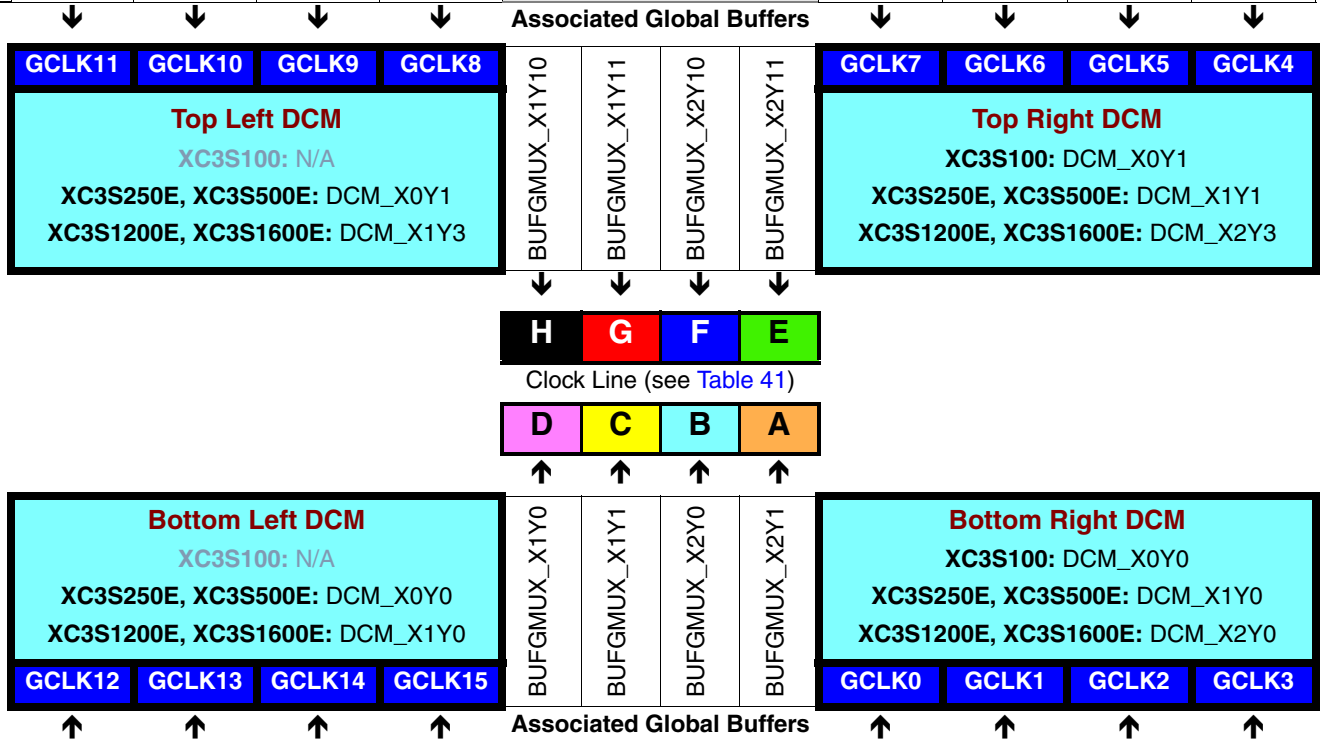 Associated Global Buffers
GCLK11 GCLK10 GCLK9 GCLK8
Top Left DCM
XC3S100: N/A
XC3S250E, XC3S500E: DCM_X0Y1
XC3S1200E, XC3S1600E: DCM_X1Y3
BUFGMUX_X1Y10
BUFGMUX_X1Y11
BUFGMUX_X2Y10
BUFGMUX_X2Y11
GCLK7 GCLK6 GCLK5 GCLK4
Top Right DCM
XC3S100: DCM_X0Y1
XC3S250E, XC3S500E: DCM_X1Y1
XC3S1200E, XC3S1600E: DCM_X2Y3
H G F E
Clock Line (see Table 41)
D C B A
Bottom Left DCM
XC3S100: N/A
XC3S250E, XC3S500E: DCM_X0Y0
XC3S1200E, XC3S1600E: DCM_X1Y0
GCLK12 GCLK13 GCLK14 GCLK15
BUFGMUX_X1Y0
BUFGMUX_X1Y1
BUFGMUX_X2Y0
BUFGMUX_X2Y1
Bottom Right DCM
XC3S100: DCM_X0Y0
XC3S250E, XC3S500E: DCM_X1Y0
XC3S1200E, XC3S1600E: DCM_X2Y0
GCLK0 GCLK1 GCLK2 GCLK3
Associated Global Buffers